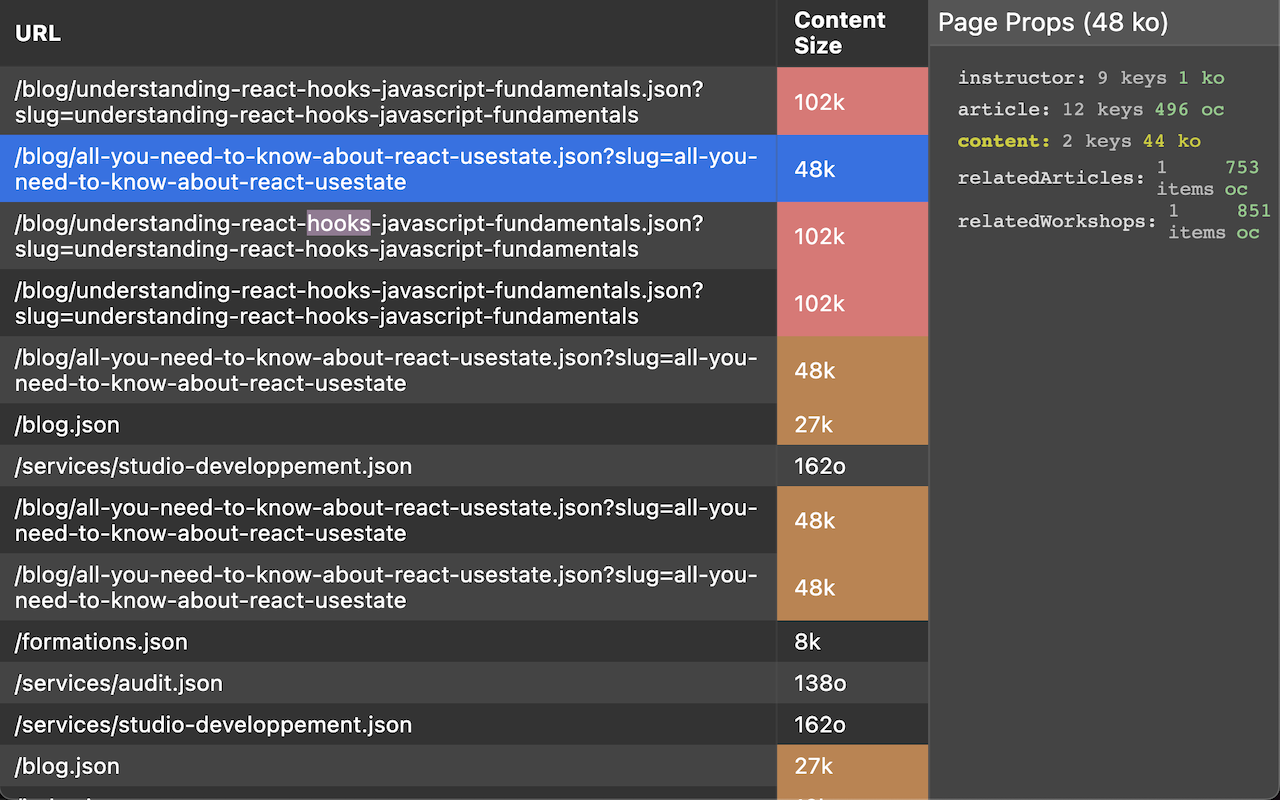 URL
Content
Size
/blog/understanding-react-hooks-javascript-fundamentals.json?
slug=understanding-react-hooks-javascript-fundamentals
102k
/blog/all-you-need-to-know-about-react-usestate.json?slug=all-you-
need-to-know-about-react-usestate
48k
/blog/understanding-react-hooks-javascript-fundamentals.json?
slug=understanding-react-hooks-javascript-fundamentals
102k
/blog/understanding-react-hooks-javascript-fundamentals.json?
slug=understanding-react-hooks-javascript-fundamentals
102k
/blog/all-you-need-to-know-about-react-usestate.json?slug=all-you-
need-to-know-about-react-usestate
48k
/blog.json
27k
/services/studio-developpement.json
162o
/blog/all-you-need-to-know-about-react-usestate.json?slug=all-you-
need-to-know-about-react-usestate
48k
/blog/all-you-need-to-know-about-react-usestate.json?slug=all-you-
need-to-know-about-react-usestate
48k
/formations.json
8k
/services/audit.json
138o
/services/studio-developpement.json
162o
/blog.json
27k
Page Props (48 ko)
instructor: 9 keys 1 ko
article: 12 keys 496 oc
content: 2 keys 44 ko
relatedArticles: 1 items 753 oc
relatedWorkshops: 1 items 851 oc